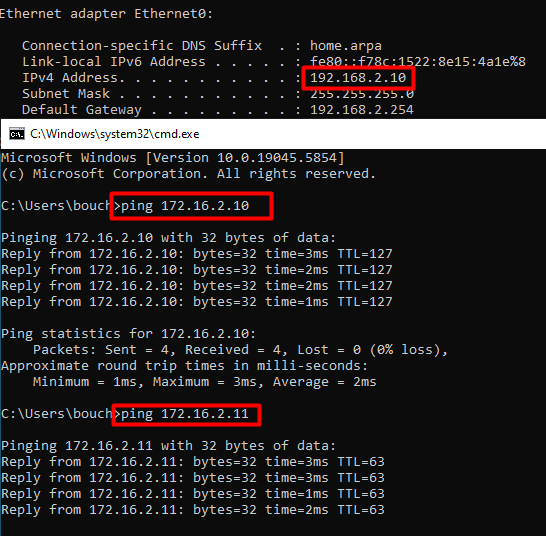 Ethernet adapter Ethernet0:
Connection-specific DNS Suffix  . : home.arpa
Link-local IPv6 Address . . . . . : fe80::f78c:1522:8e15:4a1e%8
IPv4 Address. . . . . . . . . . . : 192.168.2.10
Subnet Mask . . . . . . . . . . . : 255.255.255.0
Default Gateway . . . . . . . . . : 192.168.2.254
C:\Windows\system32\cmd.exe
Microsoft Windows [Version 10.0.19045.5854]
(c) Microsoft Corporation. All rights reserved.
C:\Users\bouch>ping 172.16.2.10
Pinging 172.16.2.10 with 32 bytes of data:
Reply from 172.16.2.10: bytes=32 time=3ms TTL=127
Reply from 172.16.2.10: bytes=32 time=2ms TTL=127
Reply from 172.16.2.10: bytes=32 time=2ms TTL=127
Reply from 172.16.2.10: bytes=32 time=1ms TTL=127
Ping statistics for 172.16.2.10:
Packets: Sent = 4, Received = 4, Lost = 0 (0% loss),
Approximate round trip times in milli-seconds:
Minimum = 1ms, Maximum = 3ms, Average = 2ms
C:\Users\bouch>ping 172.16.2.11
Pinging 172.16.2.11 with 32 bytes of data:
Reply from 172.16.2.11: bytes=32 time=3ms TTL=63
Reply from 172.16.2.11: bytes=32 time=3ms TTL=63
Reply from 172.16.2.11: bytes=32 time=1ms TTL=63
Reply from 172.16.2.11: bytes=32 time=2ms TTL=63